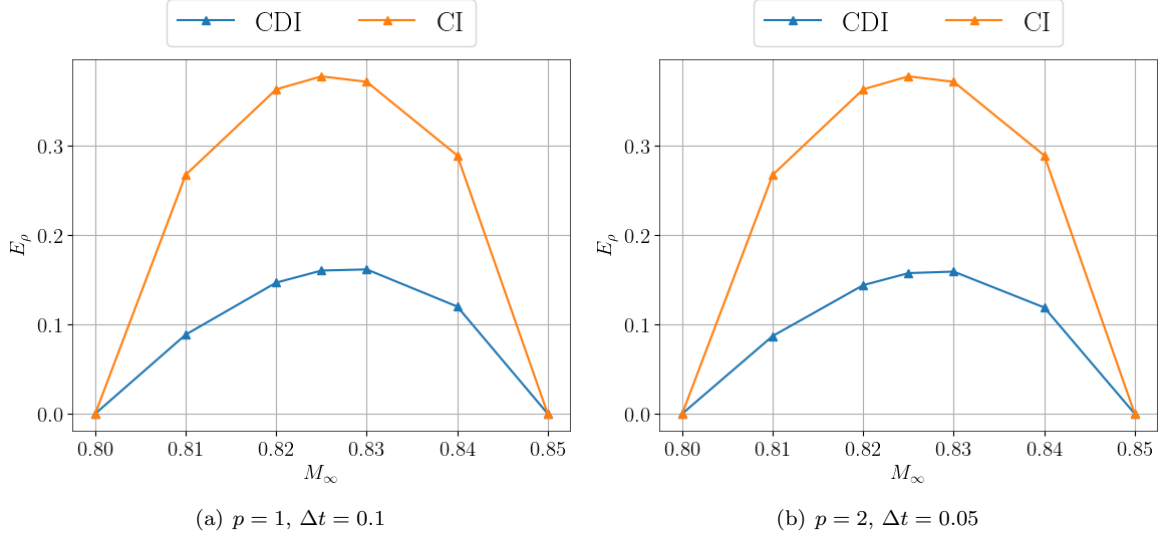 CDI CI
0.3
0.2
0.1
0.0
E_ρ
0.80 0.81 0.82 0.83 0.84 0.85
M_∞
(a) p = 1, Δt = 0.1
CDI CI
0.3
0.2
0.1
0.0
E_ρ
0.80 0.81 0.82 0.83 0.84 0.85
M_∞
(b) p = 2, Δt = 0.05